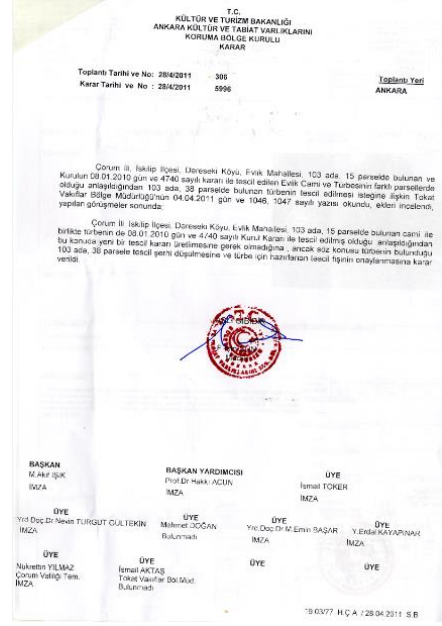 T.C.
KÜLTÜR VE TURİZM BAKANLIĞI
ANKARA KÜLTÜR VE TABİAT VARLIKLARINI
KORUMA BÖLGE KURULU
KARAR
Toplantı Tarihi ve No: 28/4/2011 306
Karar Tarihi ve No : 28/4/2011 5996
Toplantı Yeri
ANKARA
Çorum İli, İskilip İlçesi, Dereseki Köyü, Evlik Mahallesi, 103 ada, 15 parselde bulunan ve
Kurulun 08.01.2010 gün ve 4740 sayılı kararı ile tescil edilen Evlik Cami ve Türbesinin farklı parsellerde
olduğu anlaşıldığından 103 ada, 38 parselde bulunan türbenin tescil edilmesi isteğine ilişkin Tokat
Vakıflar Bölge Müdürlüğü'nün 04.04.2011 gün ve 1046, 1047 sayılı yazısı okundu, ekleri incelendi,
yapılan görüşmeler sonunda;
Çorum İli İskilip İlçesi, Dereseki Köyü, Evlik Mahallesi, 103 ada, 15 parselde bulunan cami ile
birlikte türbenin de 08.01.2010 gün ve 4740 sayılı Kurul Kararı ile tescil edilmiş olduğu anlaşıldığından
bu konuda yeni bir tescil kararı üretilmesine gerek olmadığına , ancak söz konusu türbenin bulunduğu
103 ada, 38 parsele tescil şerhi düşülmesine ve türbe için hazırlanan tescil fişinin onaylanmasına karar
verildi.
BAŞKAN
M.Akif IŞIK
İMZA
BAŞKAN YARDIMCISI
Prof.Dr Hakkı ACUN
İMZA
ÜYE
İsmail TOKER
İMZA
ÜYE
Yrd.Doç.Dr Nevin TURGUT GÜLTEKİN
İMZA
ÜYE
Mehmet DOĞAN
Bulunmadı
ÜYE
Yrd.Doç.Dr M.Emin BAŞAR
İMZA
ÜYE
Y.Erdal KAYAPINAR
İMZA
ÜYE
Nurettin YILMAZ
Çorum Valiliği Tem.
İMZA
ÜYE
İsmail AKTAŞ
Tokat Vakıflar Böl.Müd.
Bulunmadı
19.03/77 H.Ç.A / 28.04.2011 S.B